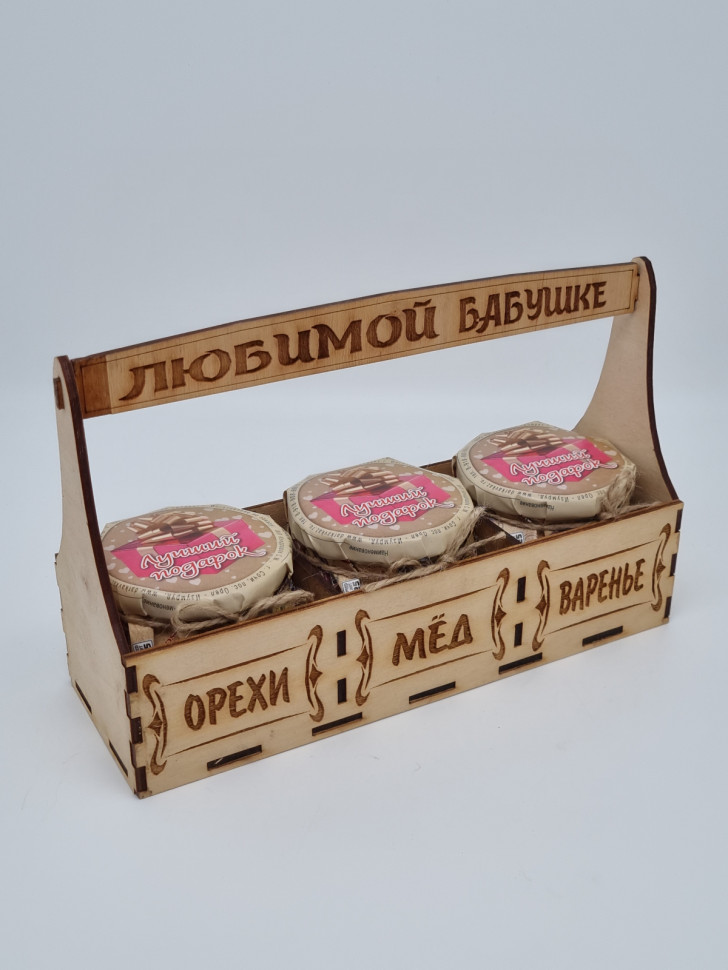 ЛЮБИМОЙ БАБУШКЕ
Лучший
подарок
Лучший
подарок
Лучший
подарок
ОРЕХИ
МЁД
ВАРЕНЬЕ